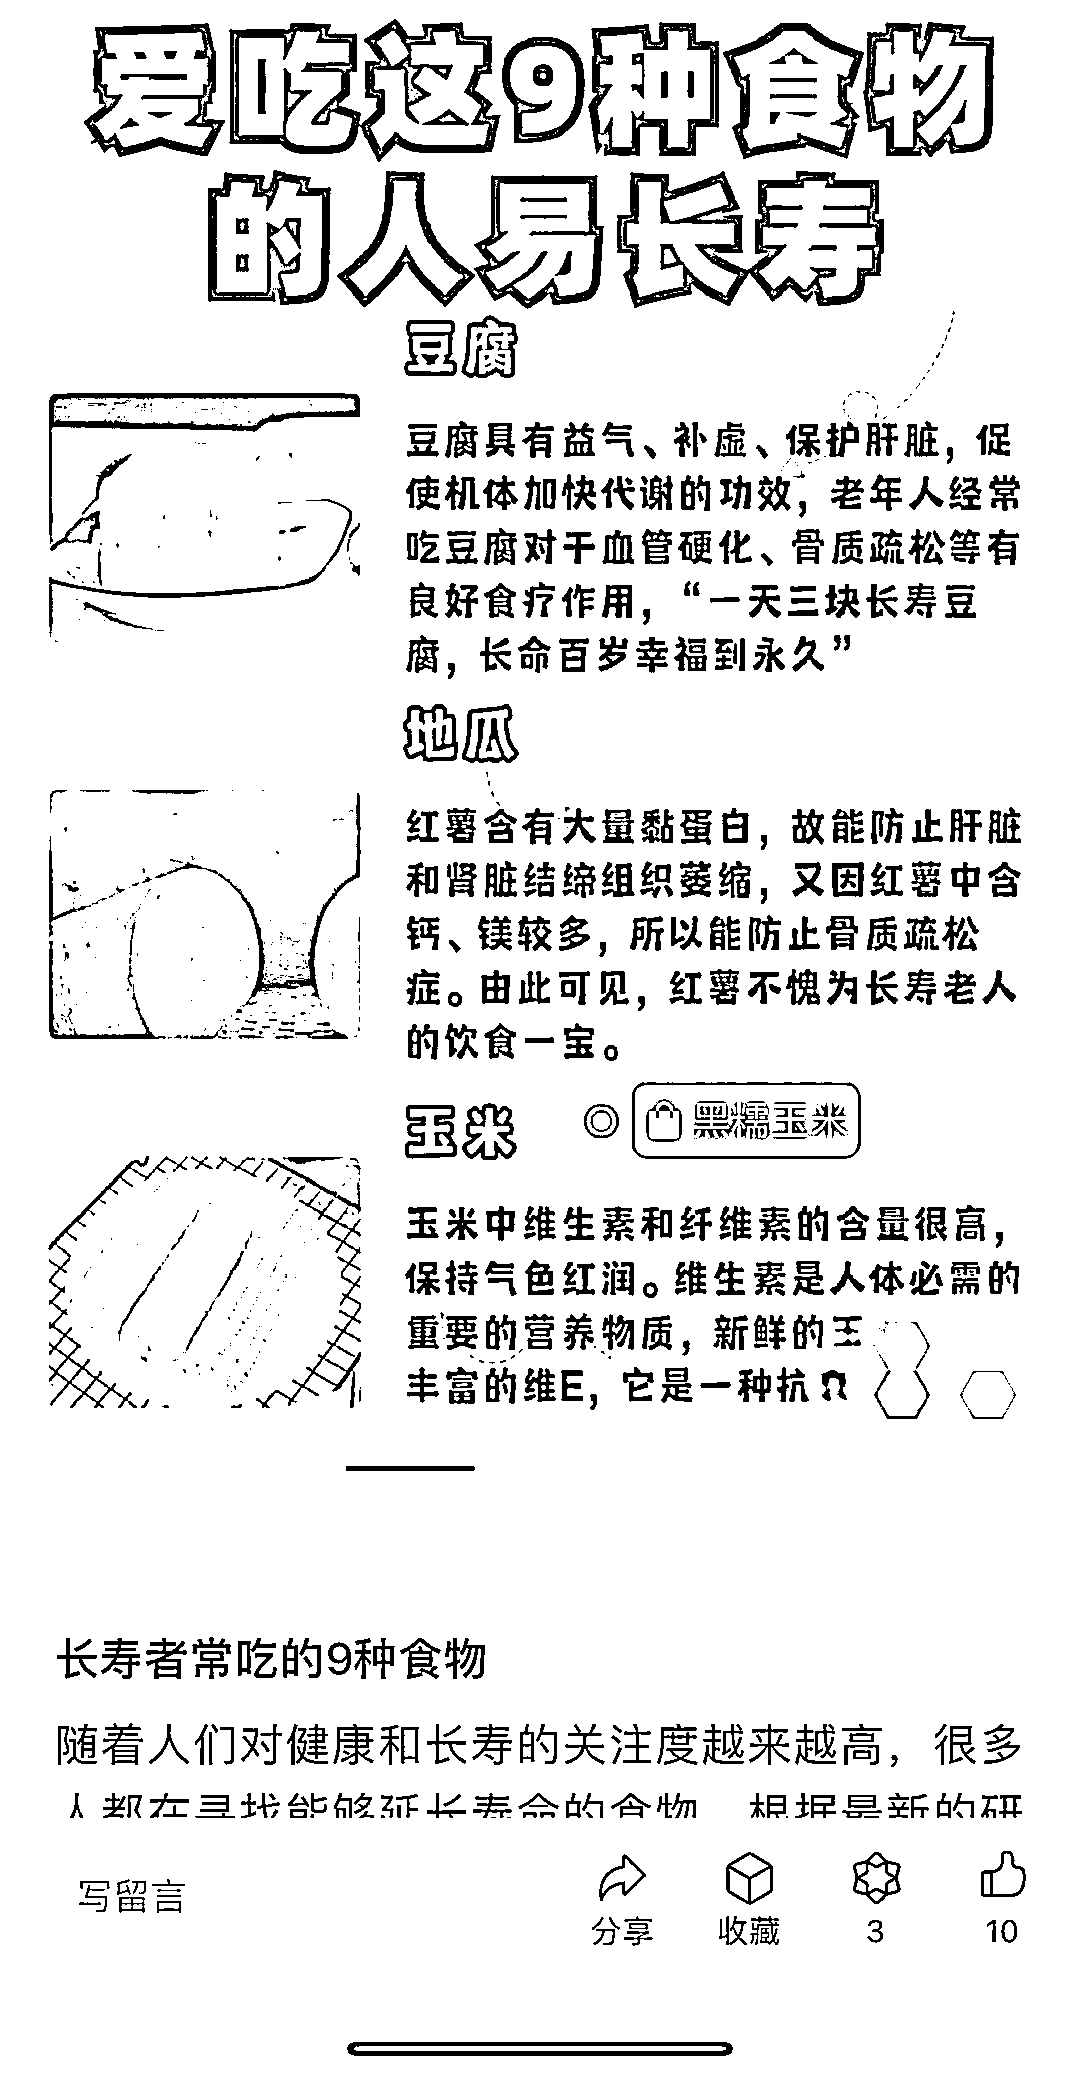 爱吃这9种食物
的人易长寿
豆腐
豆腐具有益气、补虚、保护肝脏，促
使机体加快代谢的功效，老年人经常
吃豆腐对于血管硬化、骨质疏松等有
良好食疗作用，“一天三块长寿豆
腐，长命百岁幸福到永久”
地瓜
红薯含有大量黏蛋白，故能防止肝脏
和肾脏结缔组织萎缩，又因红薯中含
钙、镁较多，所以能防止骨质疏松
症。由此可见，红薯不愧为长寿老人
的饮食一宝。
玉米
黑糯玉米
玉米中维生素和纤维素的含量很高，
保持气色红润。维生素是人体必需的
重要的营养物质，新鲜的
丰富的维E，它是一种抗
长寿者常吃的9种食物
随着人们对健康和长寿的关注度越来越高，很多
人都在寻找能够延长寿命的食物 根据最新的研
写留言
分享
收藏
3
10